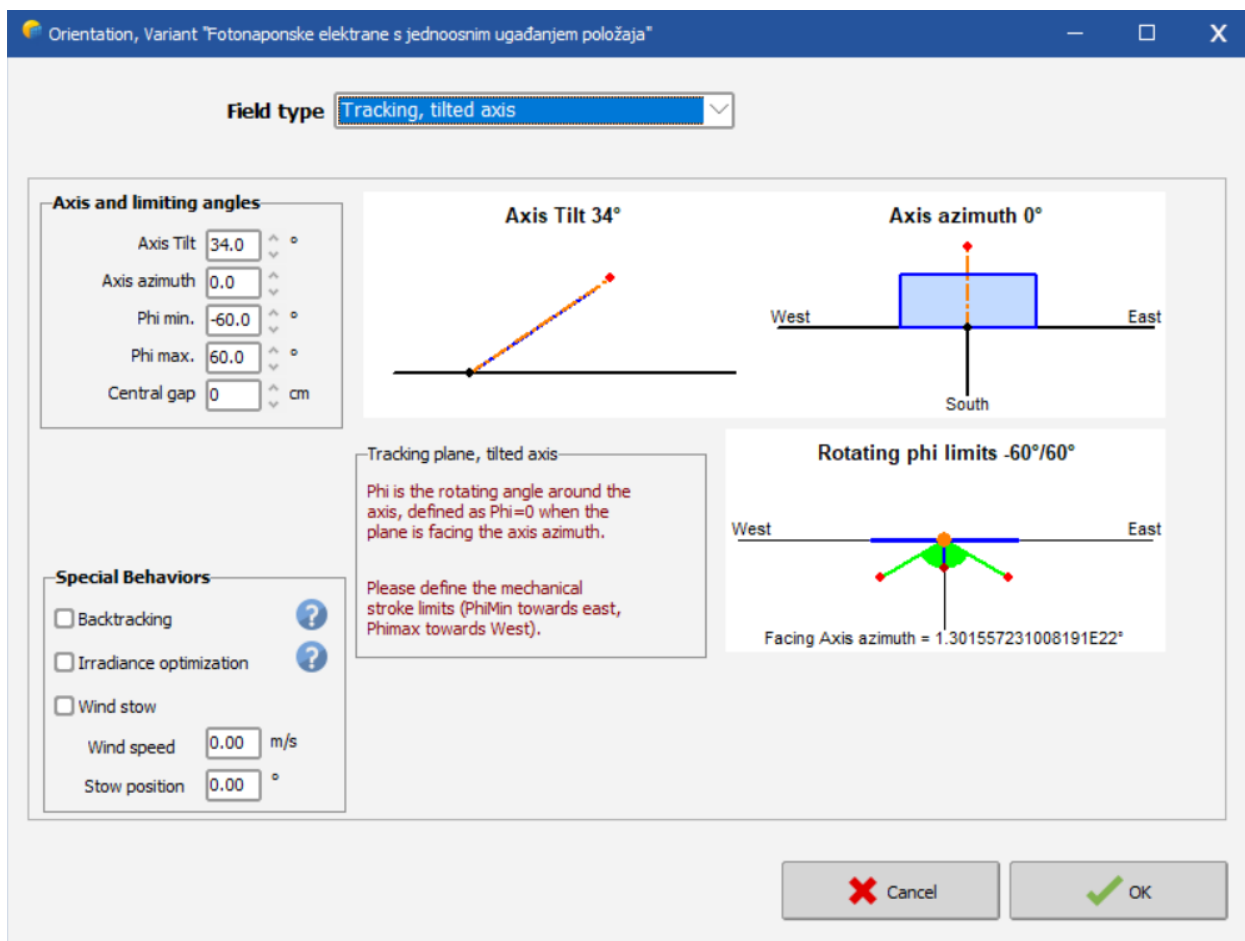 Orientation, Variant "Fotonaponske elektrane s jednoosnim ugađanjem položaja"
Field type Tracking, tilted axis
Axis and limiting angles
Axis Tilt 34.0 °
Axis azimuth 0.0
Phi min. -60.0 °
Phi max. 60.0 °
Central gap 0 cm
Axis Tilt 34°
Axis azimuth 0°
West
East
South
Tracking plane, tilted axis
Phi is the rotating angle around the
axis, defined as Phi=0 when the
plane is facing the axis azimuth.
Please define the mechanical
stroke limits (PhiMin towards east,
Phimax towards West).
Rotating phi limits -60°/60°
West
East
Facing Axis azimuth = 1.301557231008191E22°
Special Behaviors
Backtracking ?
Irradiance optimization ?
Wind stow
Wind speed 0.00 m/s
Stow position 0.00 °
Cancel
OK